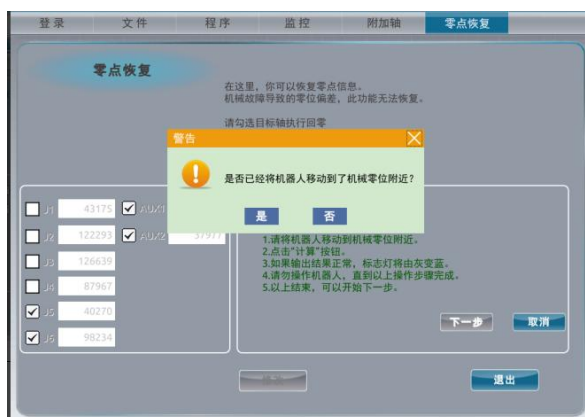 登录 文件 程序 监控 附加轴 零点恢复
零点恢复
在这里，你可以恢复零点信息。
机械故障导致的零位偏差，此功能无法恢复。
请勾选目标轴执行回零
警告
是否已经将机器人移动到了机械零位附近？
是 否
J1 43175 AUX1
J2 122293 AUX2 37977
J3 126639
J4 87967
J5 40270
J6 98234
1.请将机器人移动到机械零位附近。
2.点击"计算"按钮。
3.如果输出结果正常，标志灯将由灰变蓝。
4.请勿操作机器人，直到以上操作步骤完成。
5.以上结束，可以开始下一步。
下一步 取消
退出